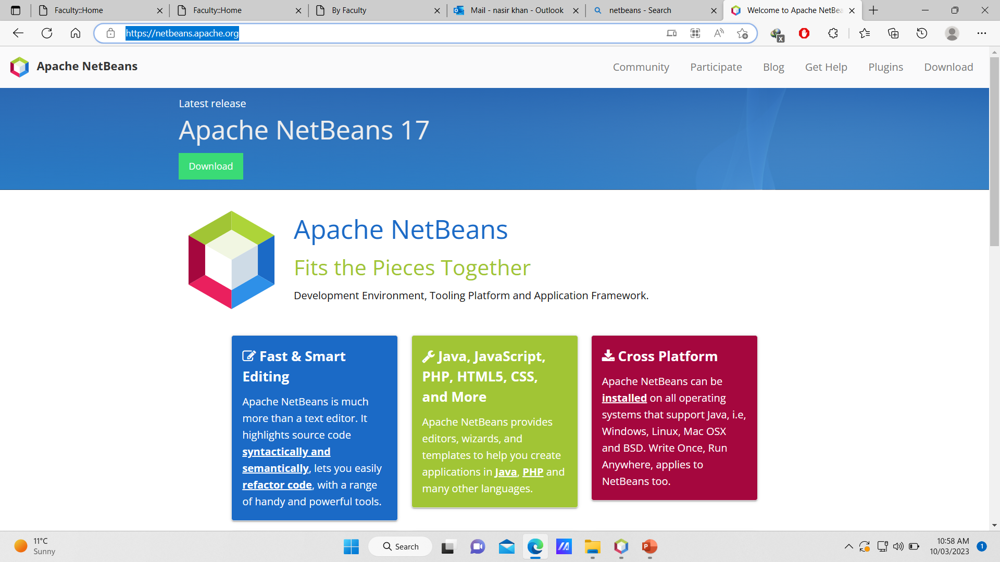 Faculty::Home
Faculty::Home
By Faculty
Mail - nasir khan - Outlook
netbeans - Search
Welcome to Apache NetBea
https://netbeans.apache.org
Apache NetBeans
Community
Participate
Blog
Get Help
Plugins
Download
Latest release
Apache NetBeans 17
Download
Apache NetBeans
Fits the Pieces Together
Development Environment, Tooling Platform and Application Framework.
Fast & Smart
Editing
Apache NetBeans is much
more than a text editor. It
highlights source code
syntactically and
semantically, lets you easily
refactor code, with a range
of handy and powerful tools.
Java, JavaScript,
PHP, HTML5, CSS,
and More
Apache NetBeans provides
editors, wizards, and
templates to help you create
applications in Java, PHP and
many other languages.
Cross Platform
Apache NetBeans can be
installed on all operating
systems that support Java, i.e,
Windows, Linux, Mac OSX
and BSD. Write Once, Run
Anywhere, applies to
NetBeans too.
11°C
Sunny
Search
10:58 AM
10/03/2023
1